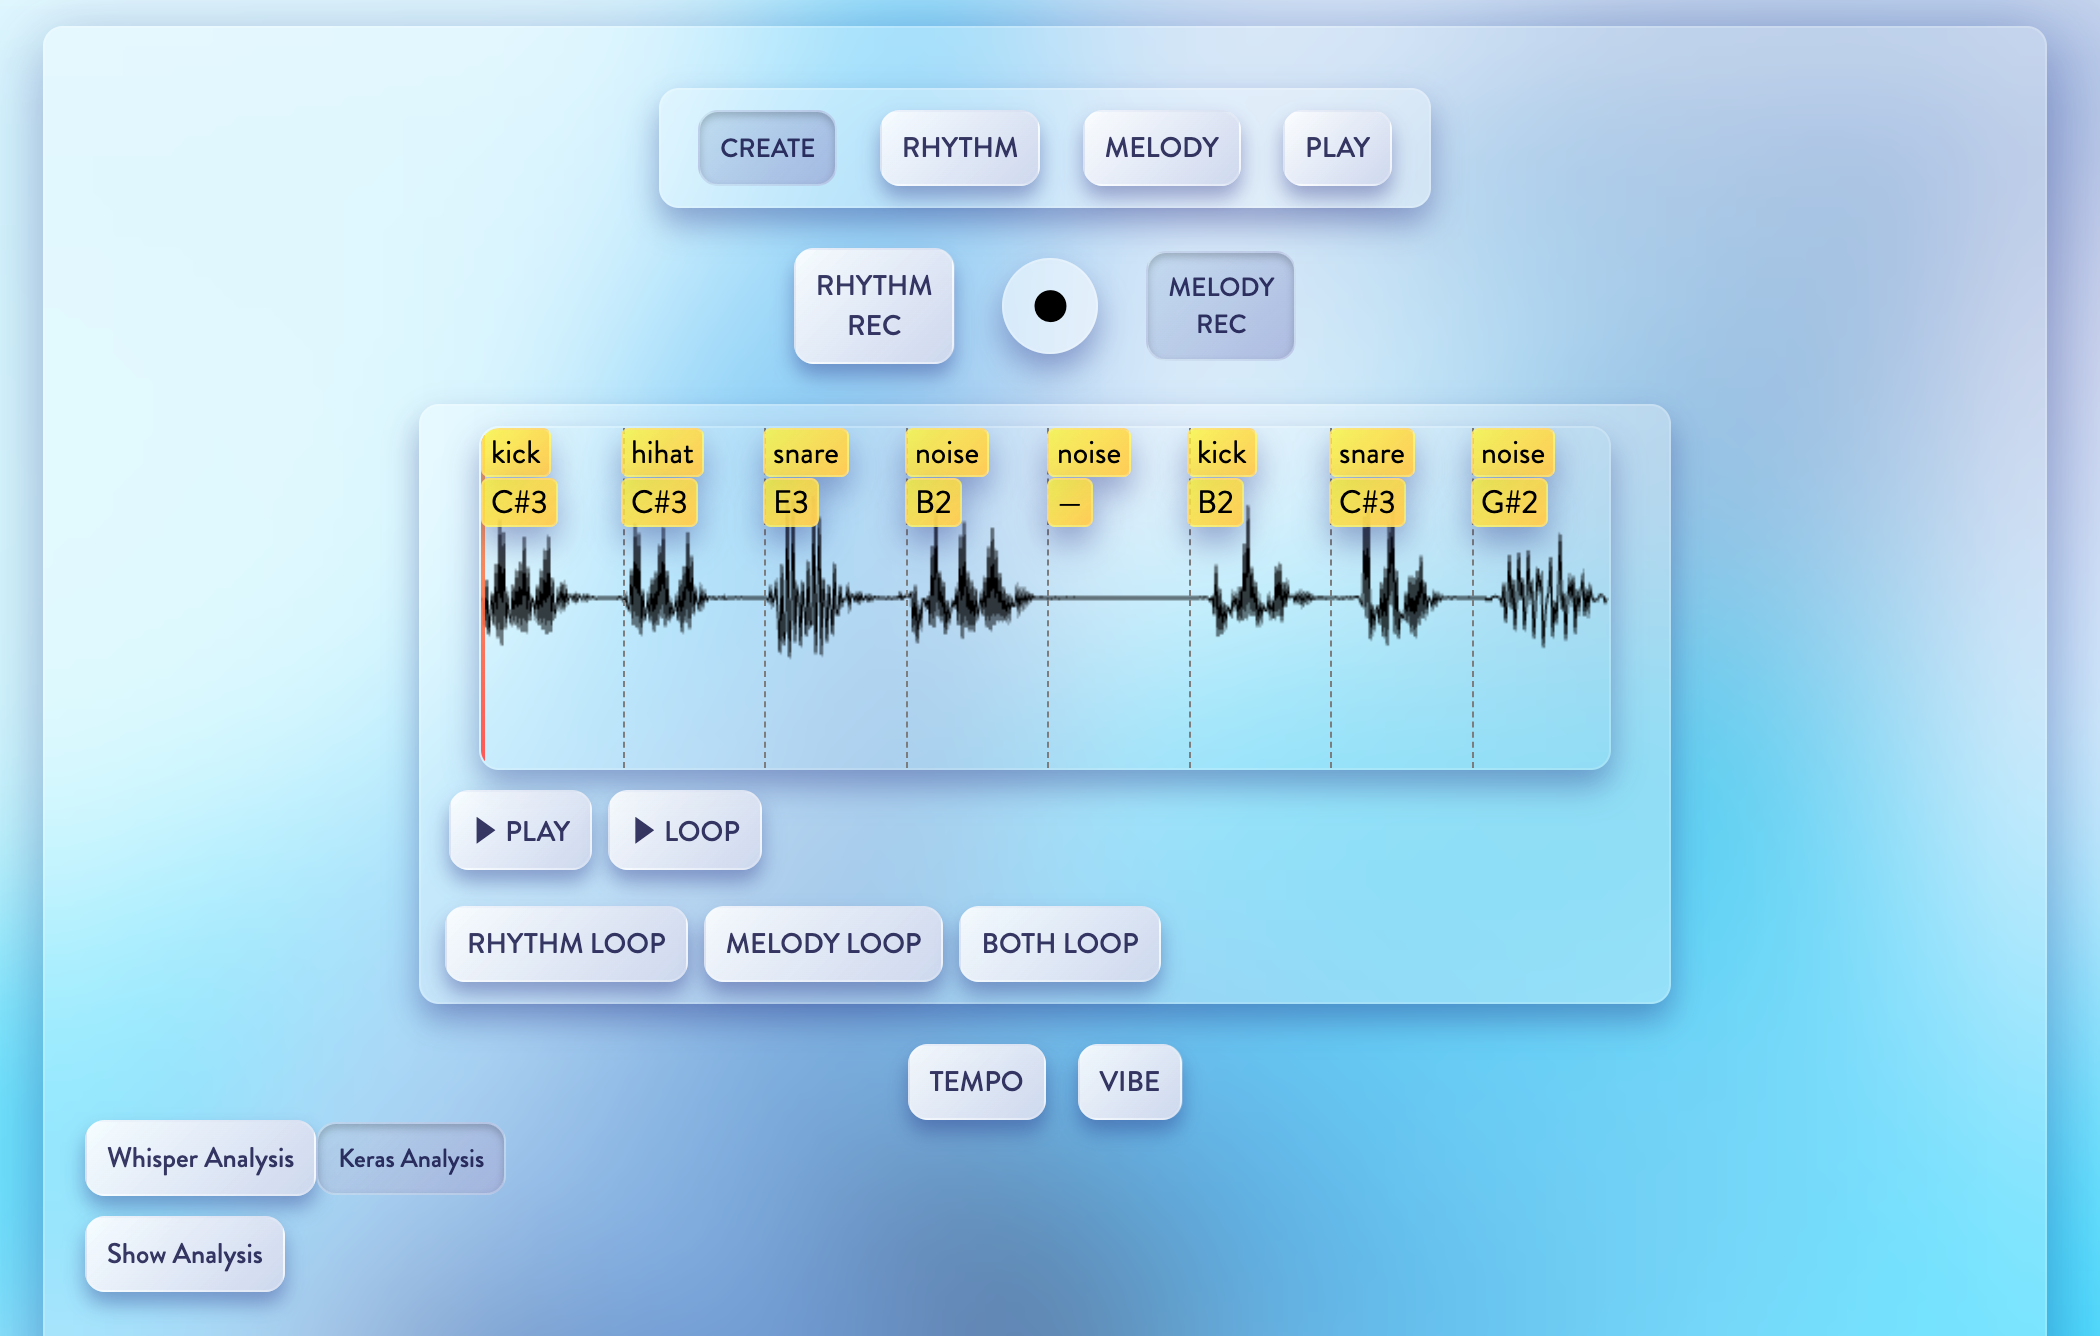 CREATE RHYTHM MELODY PLAY
RHYTHM
REC
MELODY
REC
kick hihat snare noise noise kick snare noise
C#3 C#3 E3 B2 — B2 C#3 G#2
PLAY LOOP
RHYTHM LOOP MELODY LOOP BOTH LOOP
TEMPO VIBE
Whisper Analysis Keras Analysis
Show Analysis